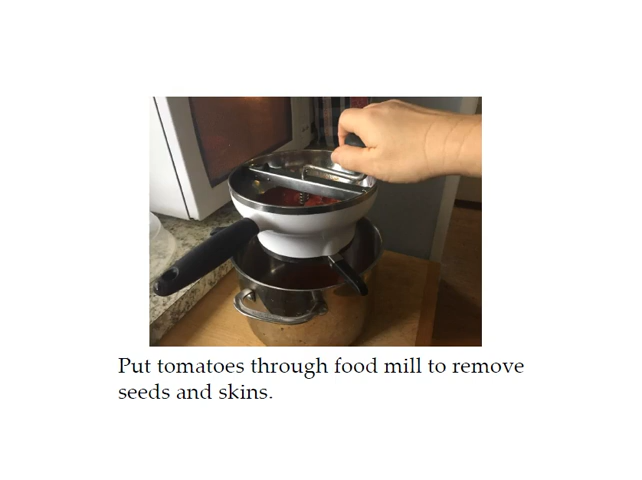 Put tomatoes through food mill to remove
seeds and skins.